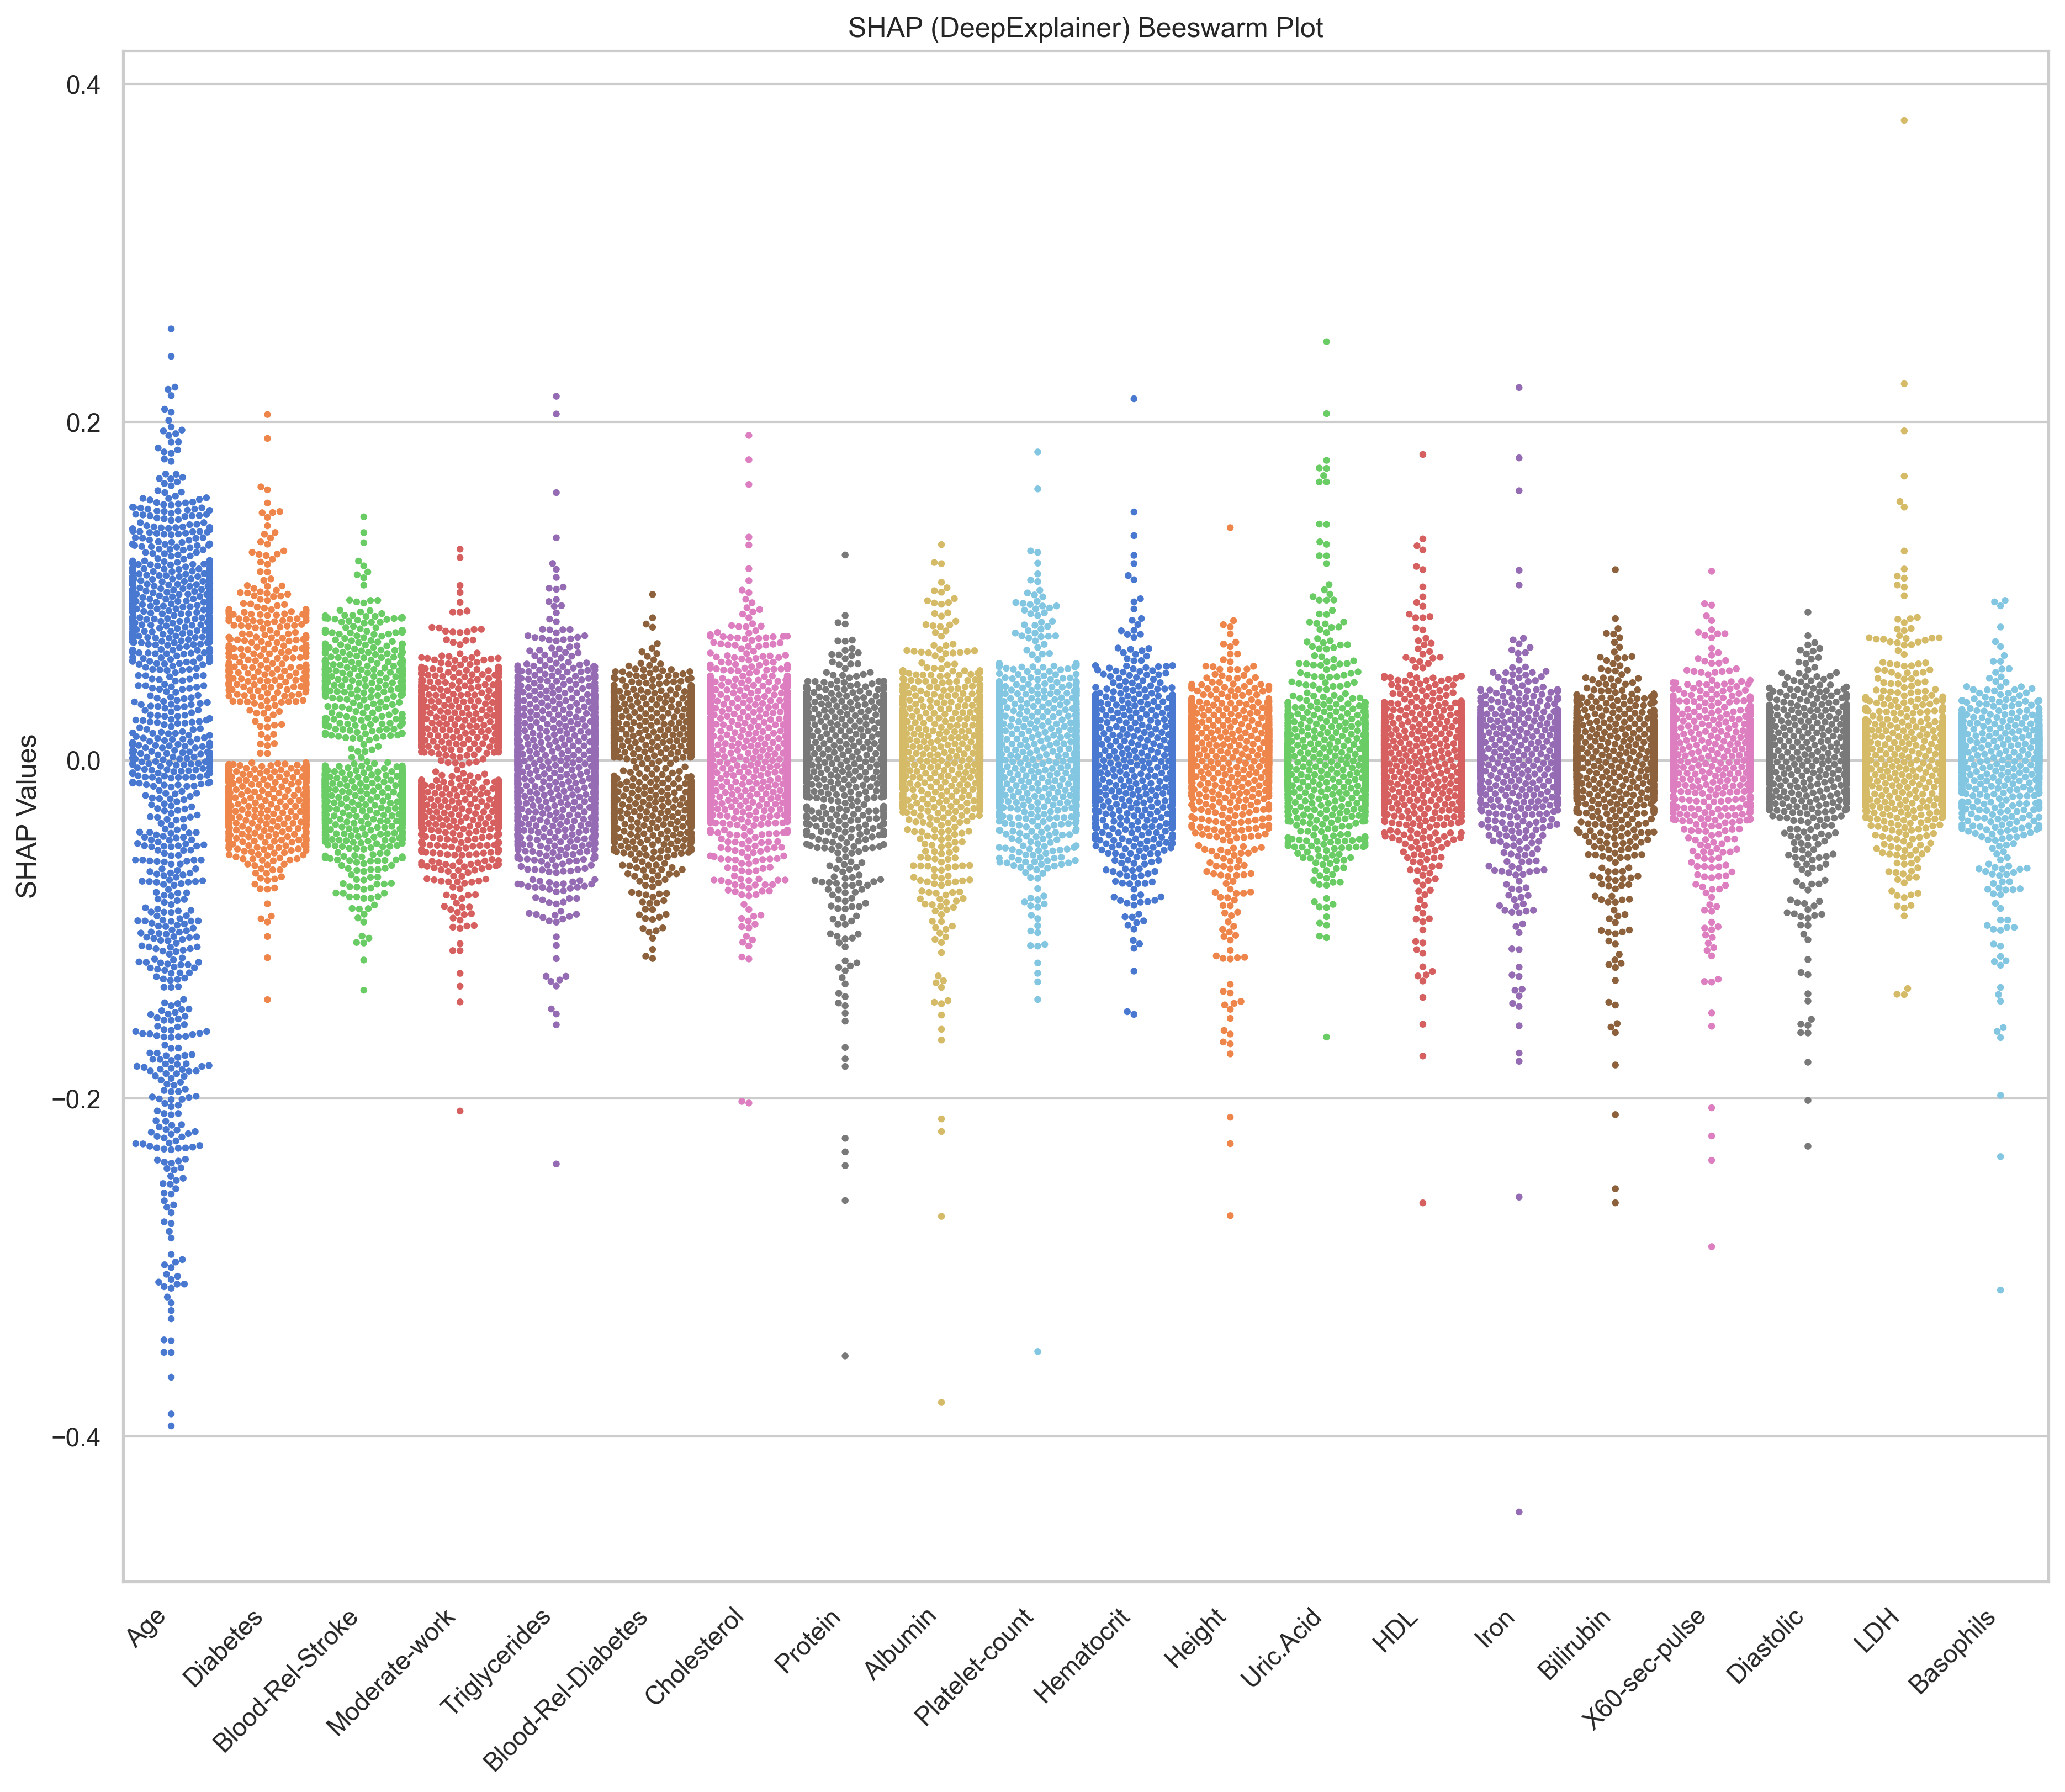 SHAP (DeepExplainer) Beeswarm Plot
SHAP Values
0.4
0.2
0.0
−0.2
−0.4
Age
Diabetes
Blood-Rel-Stroke
Moderate-work
Triglycerides
Blood-Rel-Diabetes
Cholesterol
Protein
Albumin
Platelet-count
Hematocrit
Height
Uric.Acid
HDL
Iron
Bilirubin
X60-sec-pulse
Diastolic
LDH
Basophils